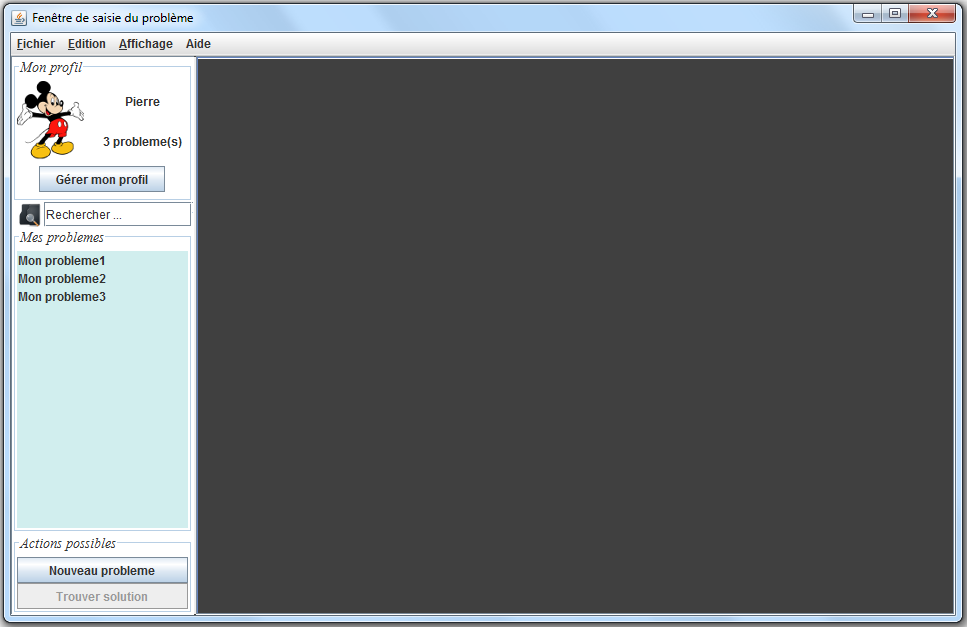 Fenêtre de saisie du problème
Fichier Edition Affichage Aide
Mon profil
Pierre
3 probleme(s)
Gérer mon profil
Rechercher ...
Mes problemes
Mon probleme1
Mon probleme2
Mon probleme3
Actions possibles
Nouveau probleme
Trouver solution